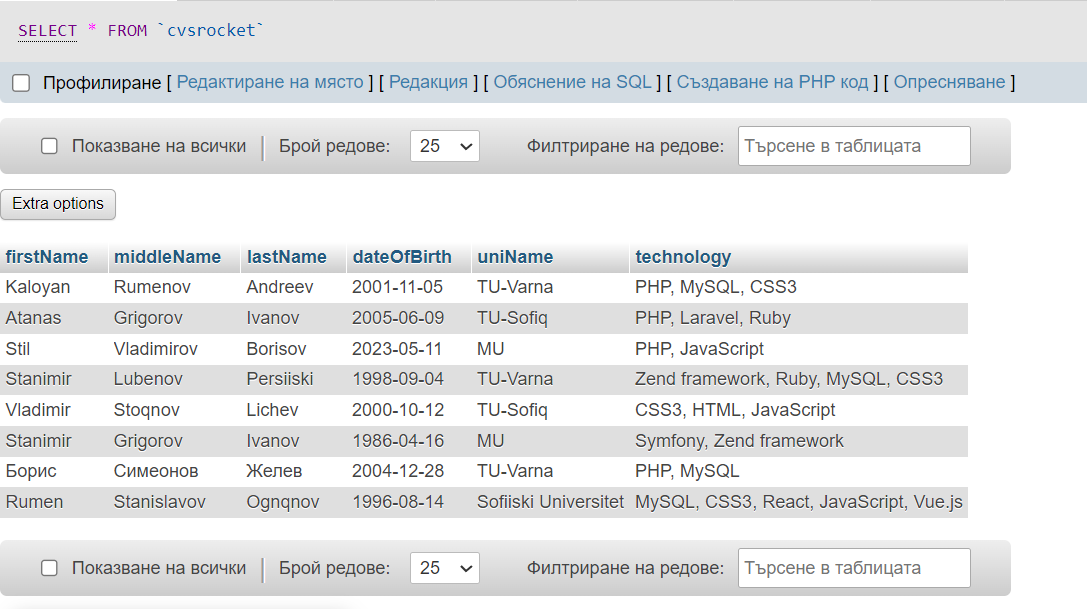 SELECT * FROM `cvsrocket`
Профилиране [ Редактиране на място ] [ Редакция ] [ Обяснение на SQL ] [ Създаване на PHP код ] [ Опресняване ]
Показване на всички | Брой редове: 25 Филтриране на редове: Търсене в таблицата
Extra options
firstName middleName lastName dateOfBirth uniName technology
Kaloyan Rumenov Andreev 2001-11-05 TU-Varna PHP, MySQL, CSS3
Atanas Grigorov Ivanov 2005-06-09 TU-Sofiq PHP, Laravel, Ruby
Stil Vladimirov Borisov 2023-05-11 MU PHP, JavaScript
Stanimir Lubenov Persiiski 1998-09-04 TU-Varna Zend framework, Ruby, MySQL, CSS3
Vladimir Stoqnov Lichev 2000-10-12 TU-Sofiq CSS3, HTML, JavaScript
Stanimir Grigorov Ivanov 1986-04-16 MU Symfony, Zend framework
Борис Симеонов Желев 2004-12-28 TU-Varna PHP, MySQL
Rumen Stanislavov Ognqnov 1996-08-14 Sofiiski Universitet MySQL, CSS3, React, JavaScript, Vue.js
Показване на всички | Брой редове: 25 Филтриране на редове: Търсене в таблицата